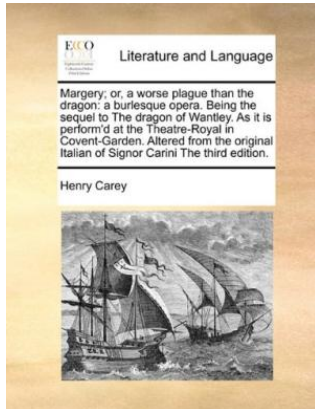 ECCO
Literature and Language
Margery; or, a worse plague than the
dragon: a burlesque opera. Being the
sequel to The dragon of Wantley. As it is
perform'd at the Theatre-Royal in
Covent-Garden. Altered from the original
Italian of Signor Carini The third edition.
Henry Carey